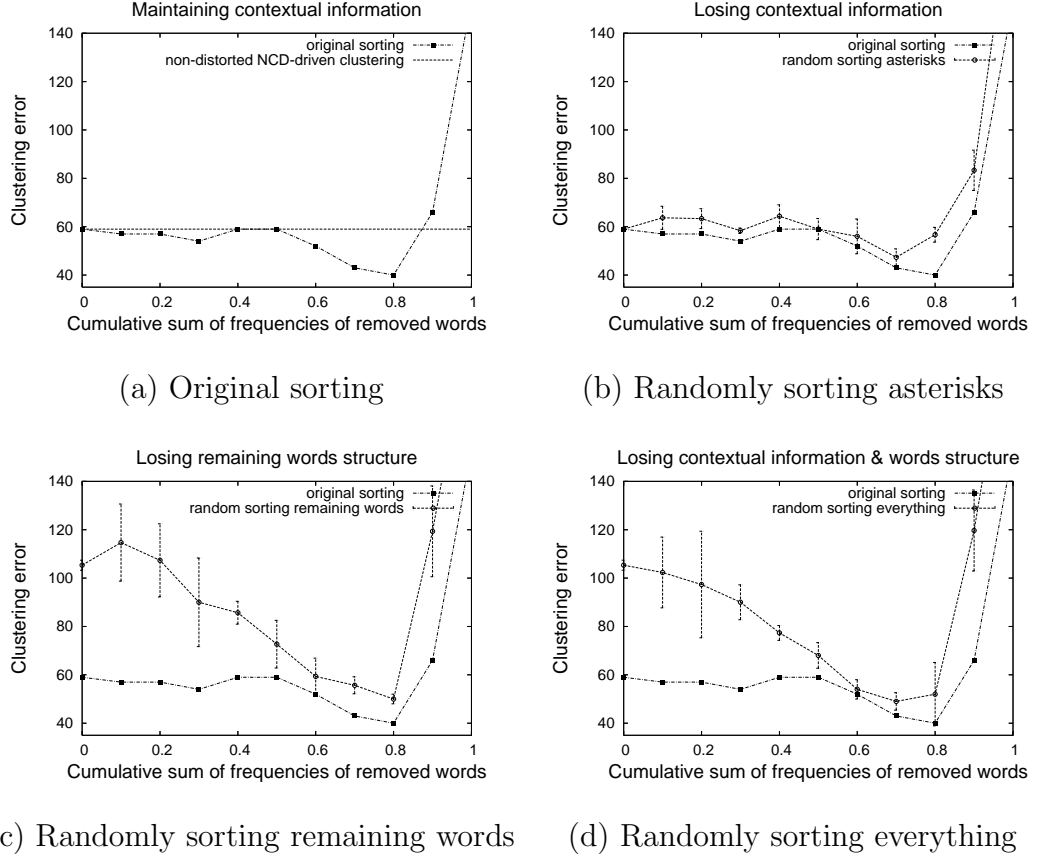 Maintaining contextual information
140
120
100
80
60
40
0 0.2 0.4 0.6 0.8 1
Clustering error
Cumulative sum of frequencies of removed words
original sorting
non-distorted NCD-driven clustering
(a) Original sorting
Losing contextual information
140
120
100
80
60
40
0 0.2 0.4 0.6 0.8 1
Clustering error
Cumulative sum of frequencies of removed words
original sorting
random sorting asterisks
(b) Randomly sorting asterisks
Losing remaining words structure
140
120
100
80
60
40
0 0.2 0.4 0.6 0.8 1
Clustering error
Cumulative sum of frequencies of removed words
original sorting
random sorting remaining words
c) Randomly sorting remaining words
Losing contextual information & words structure
140
120
100
80
60
40
0 0.2 0.4 0.6 0.8 1
Clustering error
Cumulative sum of frequencies of removed words
original sorting
random sorting everything
(d) Randomly sorting everything